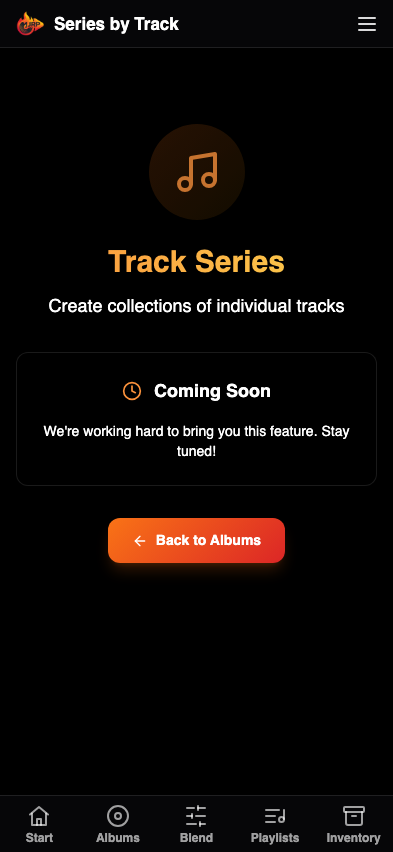 Series by Track
Track Series
Create collections of individual tracks
Coming Soon
We're working hard to bring you this feature. Stay
tuned!
Back to Albums
Start
Albums
Blend
Playlists
Inventory